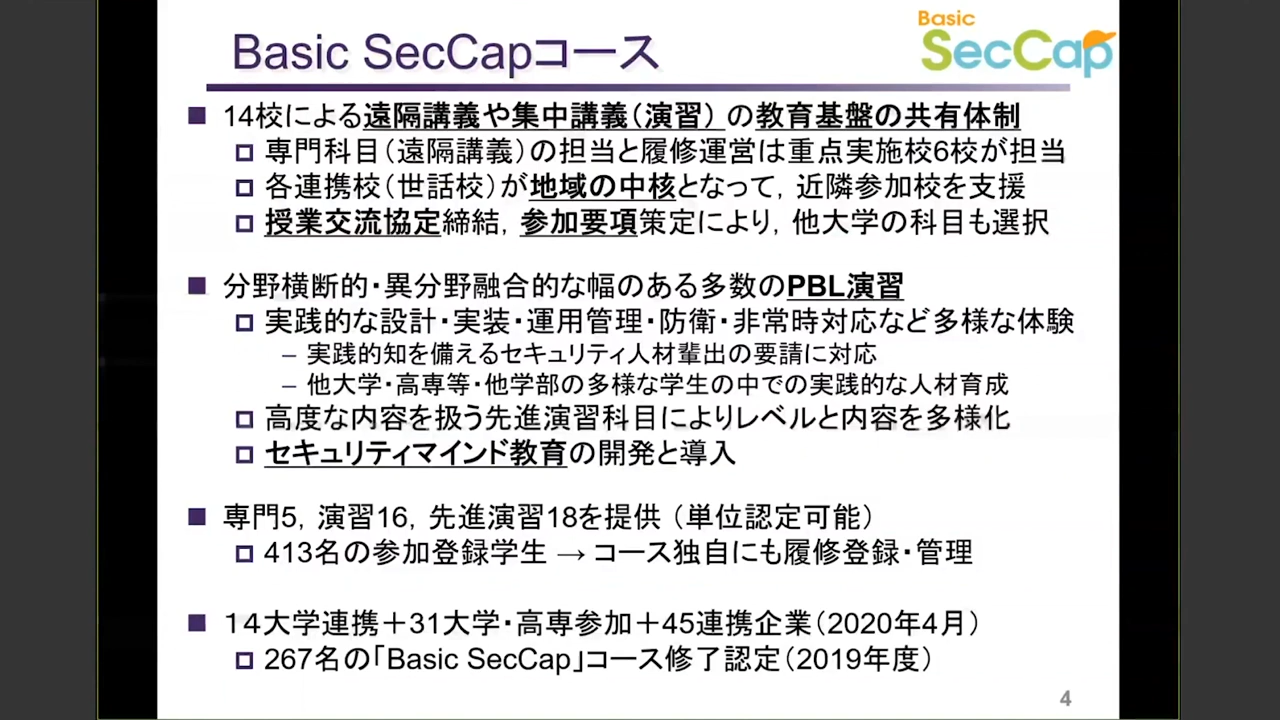 Basic SecCapコース
Basic
SecCap
■ 14校による遠隔講義や集中講義（演習） の教育基盤の共有体制
□ 専門科目（遠隔講義）の担当と履修運営は重点実施校6校が担当
□ 各連携校（世話校）が地域の中核となって，近隣参加校を支援
□ 授業交流協定締結，参加要項策定により，他大学の科目も選択
■ 分野横断的・異分野融合的な幅のある多数のPBL演習
□ 実践的な設計・実装・運用管理・防衛・非常時対応など多様な体験
– 実践的知を備えるセキュリティ人材輩出の要請に対応
– 他大学・高専等・他学部の多様な学生の中での実践的な人材育成
□ 高度な内容を扱う先進演習科目によりレベルと内容を多様化
□ セキュリティマインド教育の開発と導入
■ 専門5，演習16，先進演習18を提供 （単位認定可能）
□ 413名の参加登録学生 → コース独自にも履修登録・管理
■ １４大学連携＋31大学・高専参加＋45連携企業（2020年4月）
□ 267名の「Basic SecCap」コース修了認定（2019年度）
4